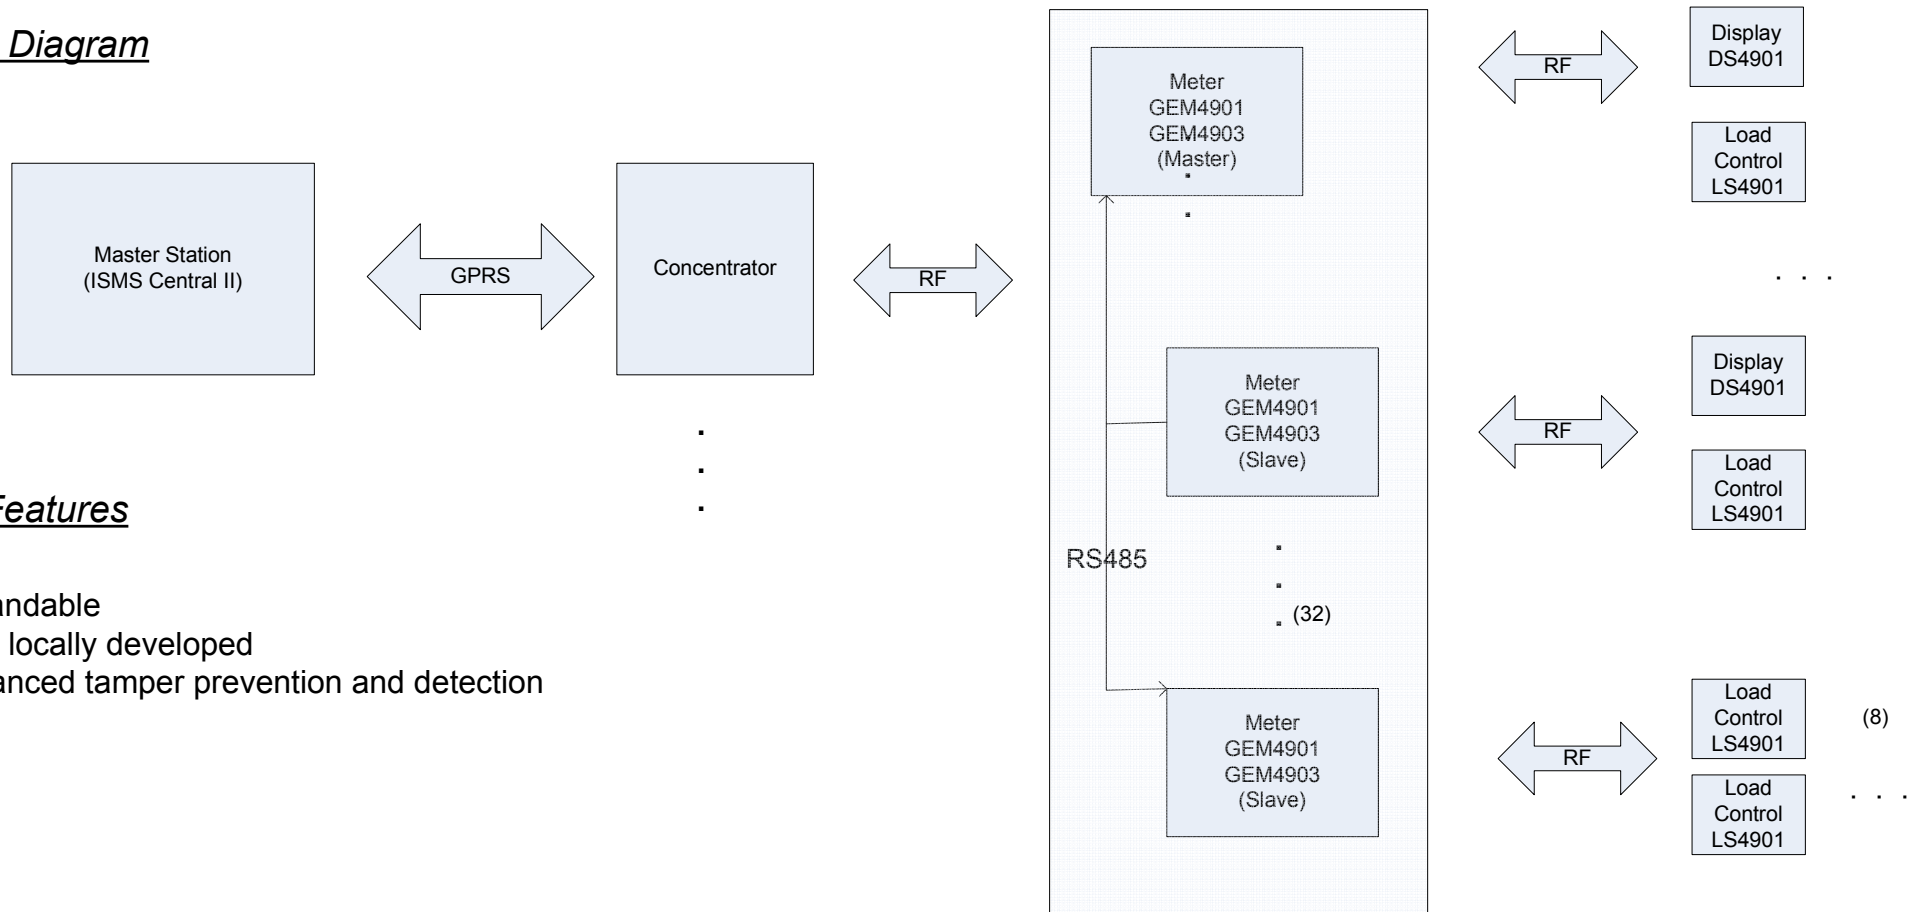 Diagram
Master Station
(ISMS Central II)
GPRS
Concentrator
RF
Meter
GEM4901
GEM4903
(Master)
RF
Display
DS4901
Load
Control
LS4901
. . .
Meter
GEM4901
GEM4903
(Slave)
RF
Display
DS4901
Load
Control
LS4901
RS485
(32)
Meter
GEM4901
GEM4903
(Slave)
RF
Load
Control
LS4901
(8)
Load
Control
LS4901
. . .
Features
andable
locally developed
anced tamper prevention and detection